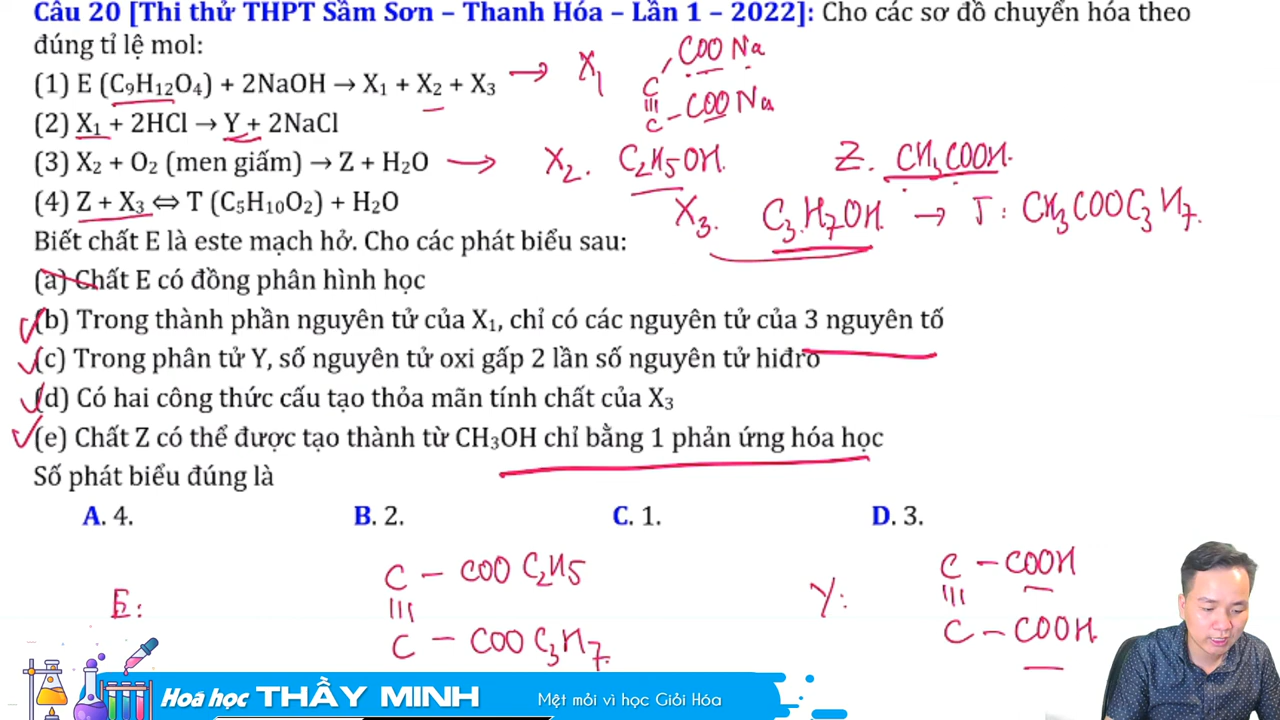 Câu 20 [Thi thử THPT Sầm Sơn – Thanh Hóa – Lần 1 – 2022]: Cho các sơ đồ chuyển hóa theo
đúng tỉ lệ mol:
(1) E (C₉H₁₂O₄) + 2NaOH → X₁ + X₂ + X₃
→ X₁
COONa
C
≡
C – COONa
(2) X₁ + 2HCl → Y + 2NaCl
(3) X₂ + O₂ (men giấm) → Z + H₂O
→ X₂. C₂H₅OH. Z. CH₃COOH.
(4) Z + X₃ ⇔ T (C₅H₁₀O₂) + H₂O
X₃. C₃H₇OH. → T: CH₃COOC₃H₇.
Biết chất E là este mạch hở. Cho các phát biểu sau:
(a) Chất E có đồng phân hình học
(b) Trong thành phần nguyên tử của X₁, chỉ có các nguyên tử của 3 nguyên tố
(c) Trong phân tử Y, số nguyên tử oxi gấp 2 lần số nguyên tử hiđro
(d) Có hai công thức cấu tạo thỏa mãn tính chất của X₃
(e) Chất Z có thể được tạo thành từ CH₃OH chỉ bằng 1 phản ứng hóa học
Số phát biểu đúng là
A. 4. B. 2. C. 1. D. 3.
E:
C – COOC₂H₅
≡
C – COOC₃H₇.
Y:
C – COOH
≡
C – COOH
Hoá học THẦY MINH
Mệt mỏi vì học Giỏi Hóa